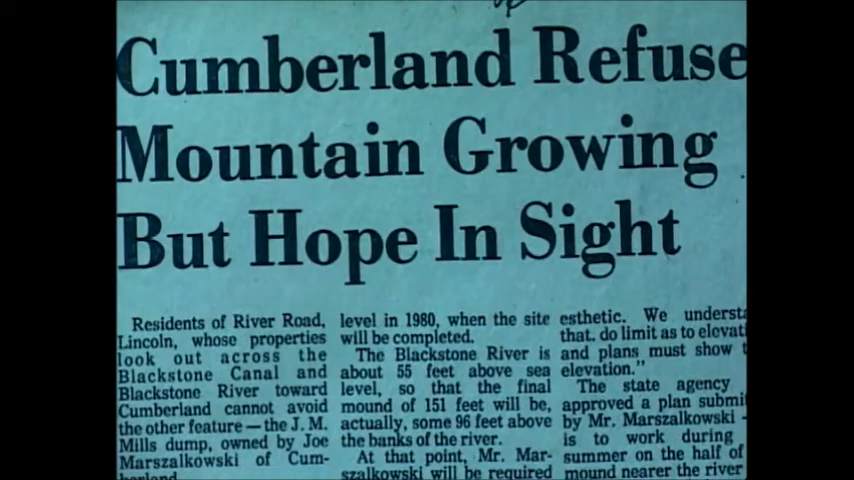 Cumberland Refuse
Mountain Growing
But Hope In Sight
Residents of River Road,
Lincoln, whose properties
look out across the
Blackstone Canal and
Blackstone River toward
Cumberland cannot avoid
the other feature — the J. M.
Mills dump, owned by Joe
Marszalkowski of Cum-
berland
level in 1980, when the site
will be completed.
The Blackstone River is
about 55 feet above sea
level, so that the final
mound of 151 feet will be,
actually, some 96 feet above
the banks of the river.
At that point, Mr. Mar-
szalkowski will be required
esthetic. We understa
that. do limit as to elevati
and plans must show t
elevation."
The state agency
approved a plan submit
by Mr. Marszalkowski -
is to work during
summer on the half of
mound nearer the river